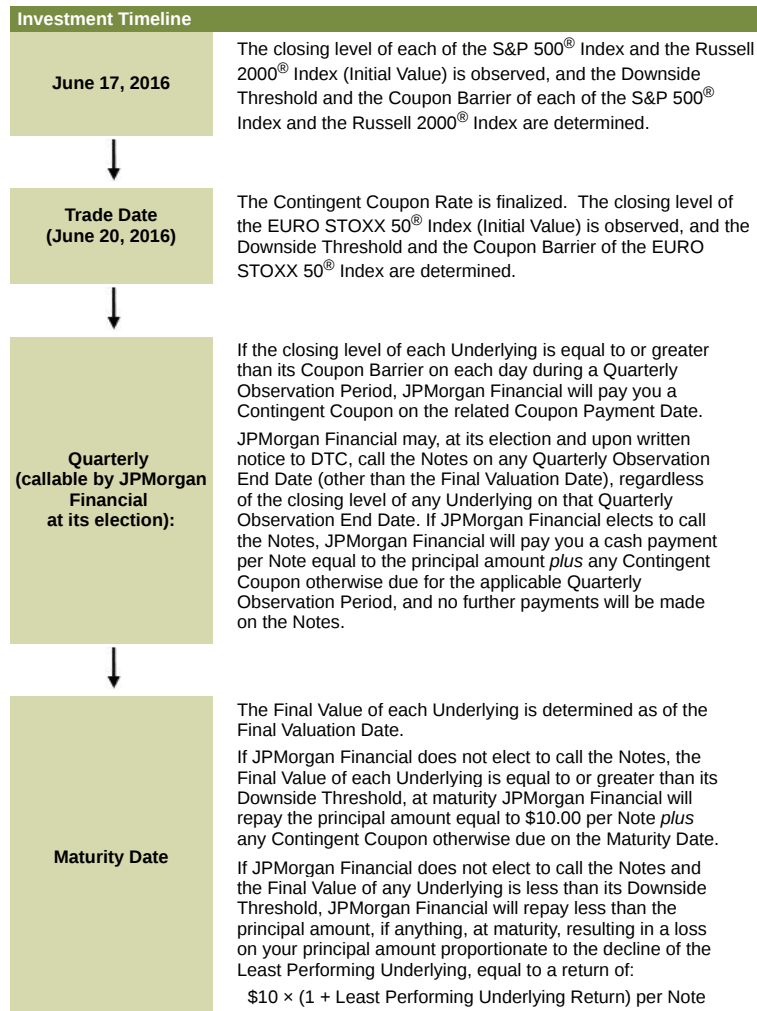 Investment Timeline
June 17, 2016
The closing level of each of the S&P 500® Index and the Russell
2000® Index (Initial Value) is observed, and the Downside
Threshold and the Coupon Barrier of each of the S&P 500®
Index and the Russell 2000® Index are determined.
Trade Date
(June 20, 2016)
The Contingent Coupon Rate is finalized. The closing level of
the EURO STOXX 50® Index (Initial Value) is observed, and the
Downside Threshold and the Coupon Barrier of the EURO
STOXX 50® Index are determined.
Quarterly
(callable by JPMorgan
Financial
at its election):
If the closing level of each Underlying is equal to or greater
than its Coupon Barrier on each day during a Quarterly
Observation Period, JPMorgan Financial will pay you a
Contingent Coupon on the related Coupon Payment Date.
JPMorgan Financial may, at its election and upon written
notice to DTC, call the Notes on any Quarterly Observation
End Date (other than the Final Valuation Date), regardless
of the closing level of any Underlying on that Quarterly
Observation End Date. If JPMorgan Financial elects to call
the Notes, JPMorgan Financial will pay you a cash payment
per Note equal to the principal amount plus any Contingent
Coupon otherwise due for the applicable Quarterly
Observation Period, and no further payments will be made
on the Notes.
Maturity Date
The Final Value of each Underlying is determined as of the
Final Valuation Date.
If JPMorgan Financial does not elect to call the Notes, the
Final Value of each Underlying is equal to or greater than its
Downside Threshold, at maturity JPMorgan Financial will
repay the principal amount equal to $10.00 per Note plus
any Contingent Coupon otherwise due on the Maturity Date.
If JPMorgan Financial does not elect to call the Notes and
the Final Value of any Underlying is less than its Downside
Threshold, JPMorgan Financial will repay less than the
principal amount, if anything, at maturity, resulting in a loss
on your principal amount proportionate to the decline of the
Least Performing Underlying, equal to a return of:
$10 × (1 + Least Performing Underlying Return) per Note